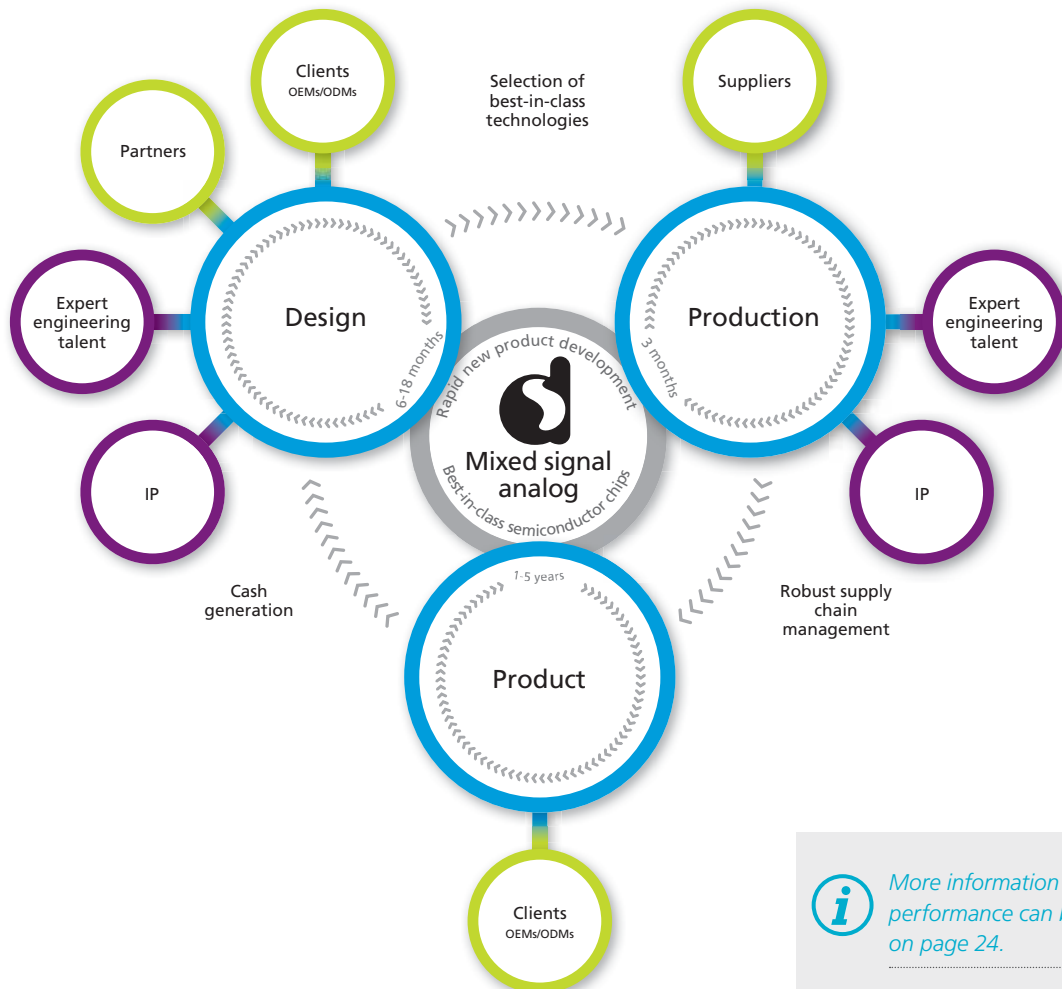 Clients
OEMs/ODMs
Selection of
best-in-class
technologies
Suppliers
Partners
Expert
engineering
talent
Design
6-18 months
Production
3 months
Expert
engineering
talent
Rapid new product development
Mixed signal
analog
Best-in-class semiconductor chips
IP
IP
Cash
generation
1-5 years
Robust supply
chain
management
Product
Clients
OEMs/ODMs
More information
performance can
on page 24.